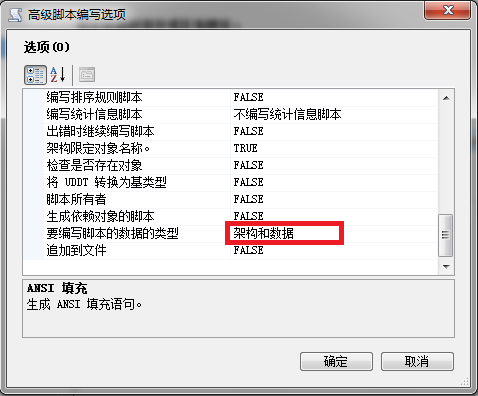 高级脚本编写选项
选项(O)
编写排序规则脚本 FALSE
编写统计信息脚本 不编写统计信息脚本
出错时继续编写脚本 FALSE
架构限定对象名称。 TRUE
检查是否存在对象 FALSE
将 UDDT 转换为基类型 FALSE
脚本所有者 FALSE
生成依赖对象的脚本 FALSE
要编写脚本的数据的类型 架构和数据
追加到文件 FALSE
ANSI 填充
生成 ANSI 填充语句。
确定 取消